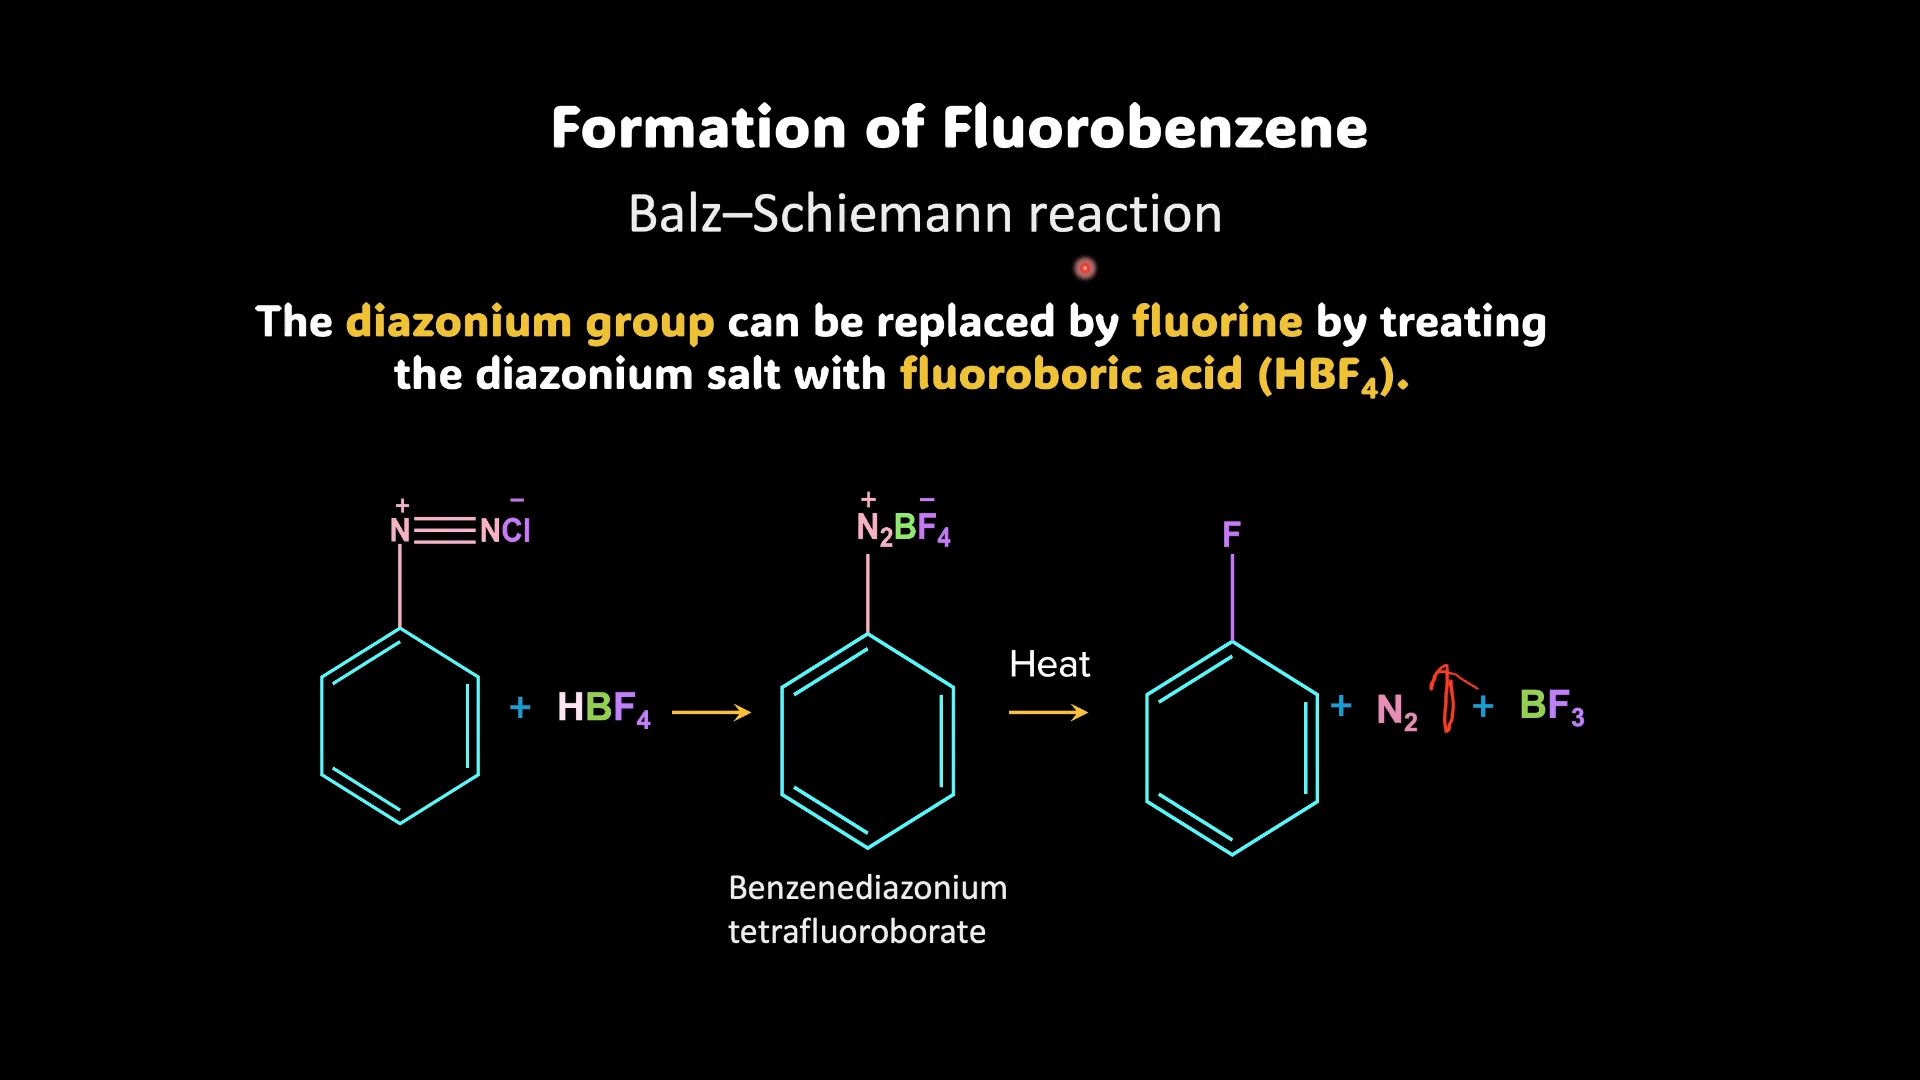 Formation of Fluorobenzene
Balz–Schiemann reaction
The diazonium group can be replaced by fluorine by treating
the diazonium salt with fluoroboric acid (HBF₄).
+ −
N≡NCl
+ −
N₂BF₄
F
Heat
+ HBF₄
+ N₂ ↑ + BF₃
Benzenediazonium
tetrafluoroborate